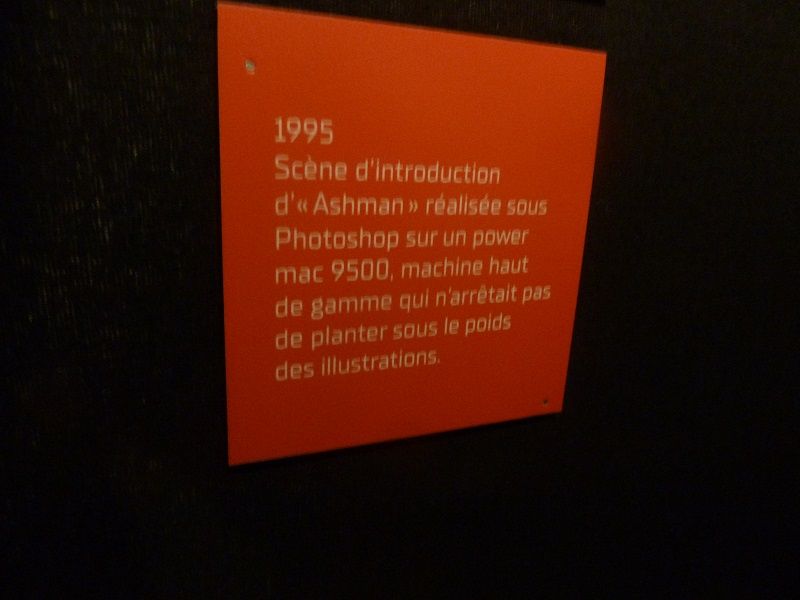 1995
Scène d'introduction
d'« Ashman » réalisée sous
Photoshop sur un power
mac 9500, machine haut
de gamme qui n'arrêtait pas
de planter sous le poids
des illustrations.